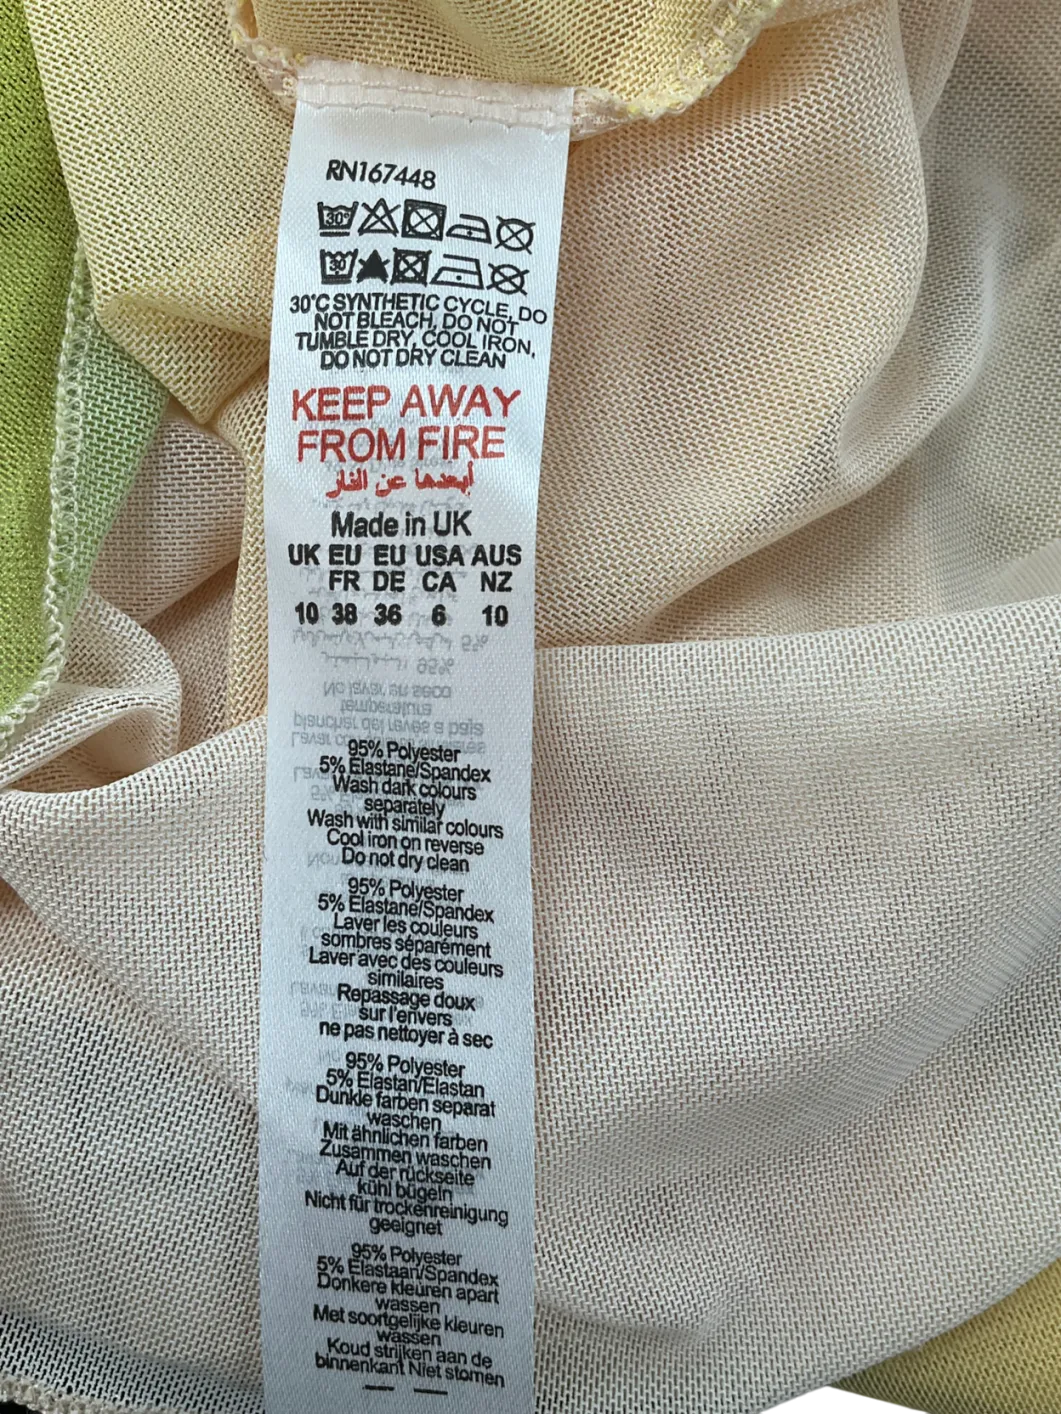 RN167448
30°
30
30°C SYNTHETIC CYCLE, DO
NOT BLEACH, DO NOT
TUMBLE DRY, COOL IRON,
DO NOT DRY CLEAN
KEEP AWAY
FROM FIRE
أبعدها عن النار
Made in UK
UK EU EU USA AUS
FR DE CA NZ
10 38 36 6 10
95% Polyester
5% Elastane/Spandex
Wash dark colours
separately
Wash with similar colours
Cool iron on reverse
Do not dry clean
95% Polyester
5% Elastane/Spandex
Laver les couleurs
sombres séparément
Laver avec des couleurs
similaires
Repassage doux
sur l'envers
ne pas nettoyer à sec
95% Polyester
5% Elastan/Elastan
Dunkle farben separat
waschen
Mit ähnlichen farben
Zusammen waschen
Auf der rückseite
kühl bügeln
Nicht für trockenreinigung
geeignet
95% Polyester
5% Elastaan/Spandex
Donkere kleuren apart
wassen
Met soortgelijke kleuren
wassen
Koud strijken aan de
binnenkant Niet stomen